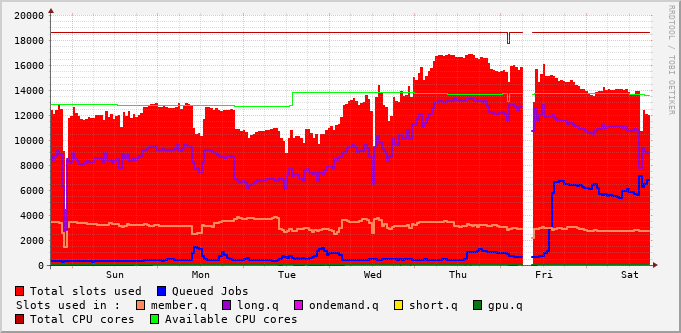 20000
18000
16000
14000
12000
10000
8000
6000
4000
2000
0
Sun Mon Tue Wed Thu Fri Sat
RRDTOOL / TOBI OETIKER
Total slots used Queued Jobs
Slots used in : member.q long.q ondemand.q short.q gpu.q
Total CPU cores Available CPU cores